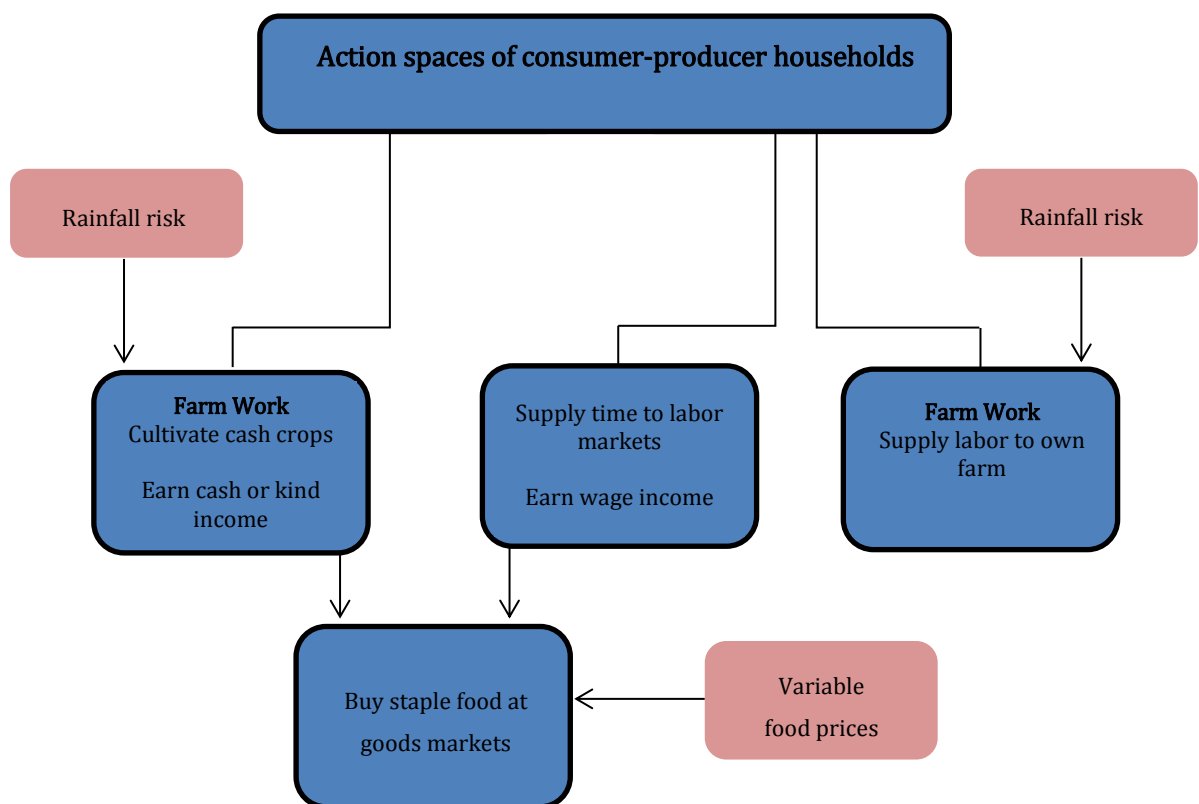 Action spaces of consumer-producer households
Rainfall risk
Rainfall risk
Farm Work
Cultivate cash crops
Earn cash or kind
income
Supply time to labor
markets
Earn wage income
Farm Work
Supply labor to own
farm
Buy staple food at
goods markets
Variable
food prices